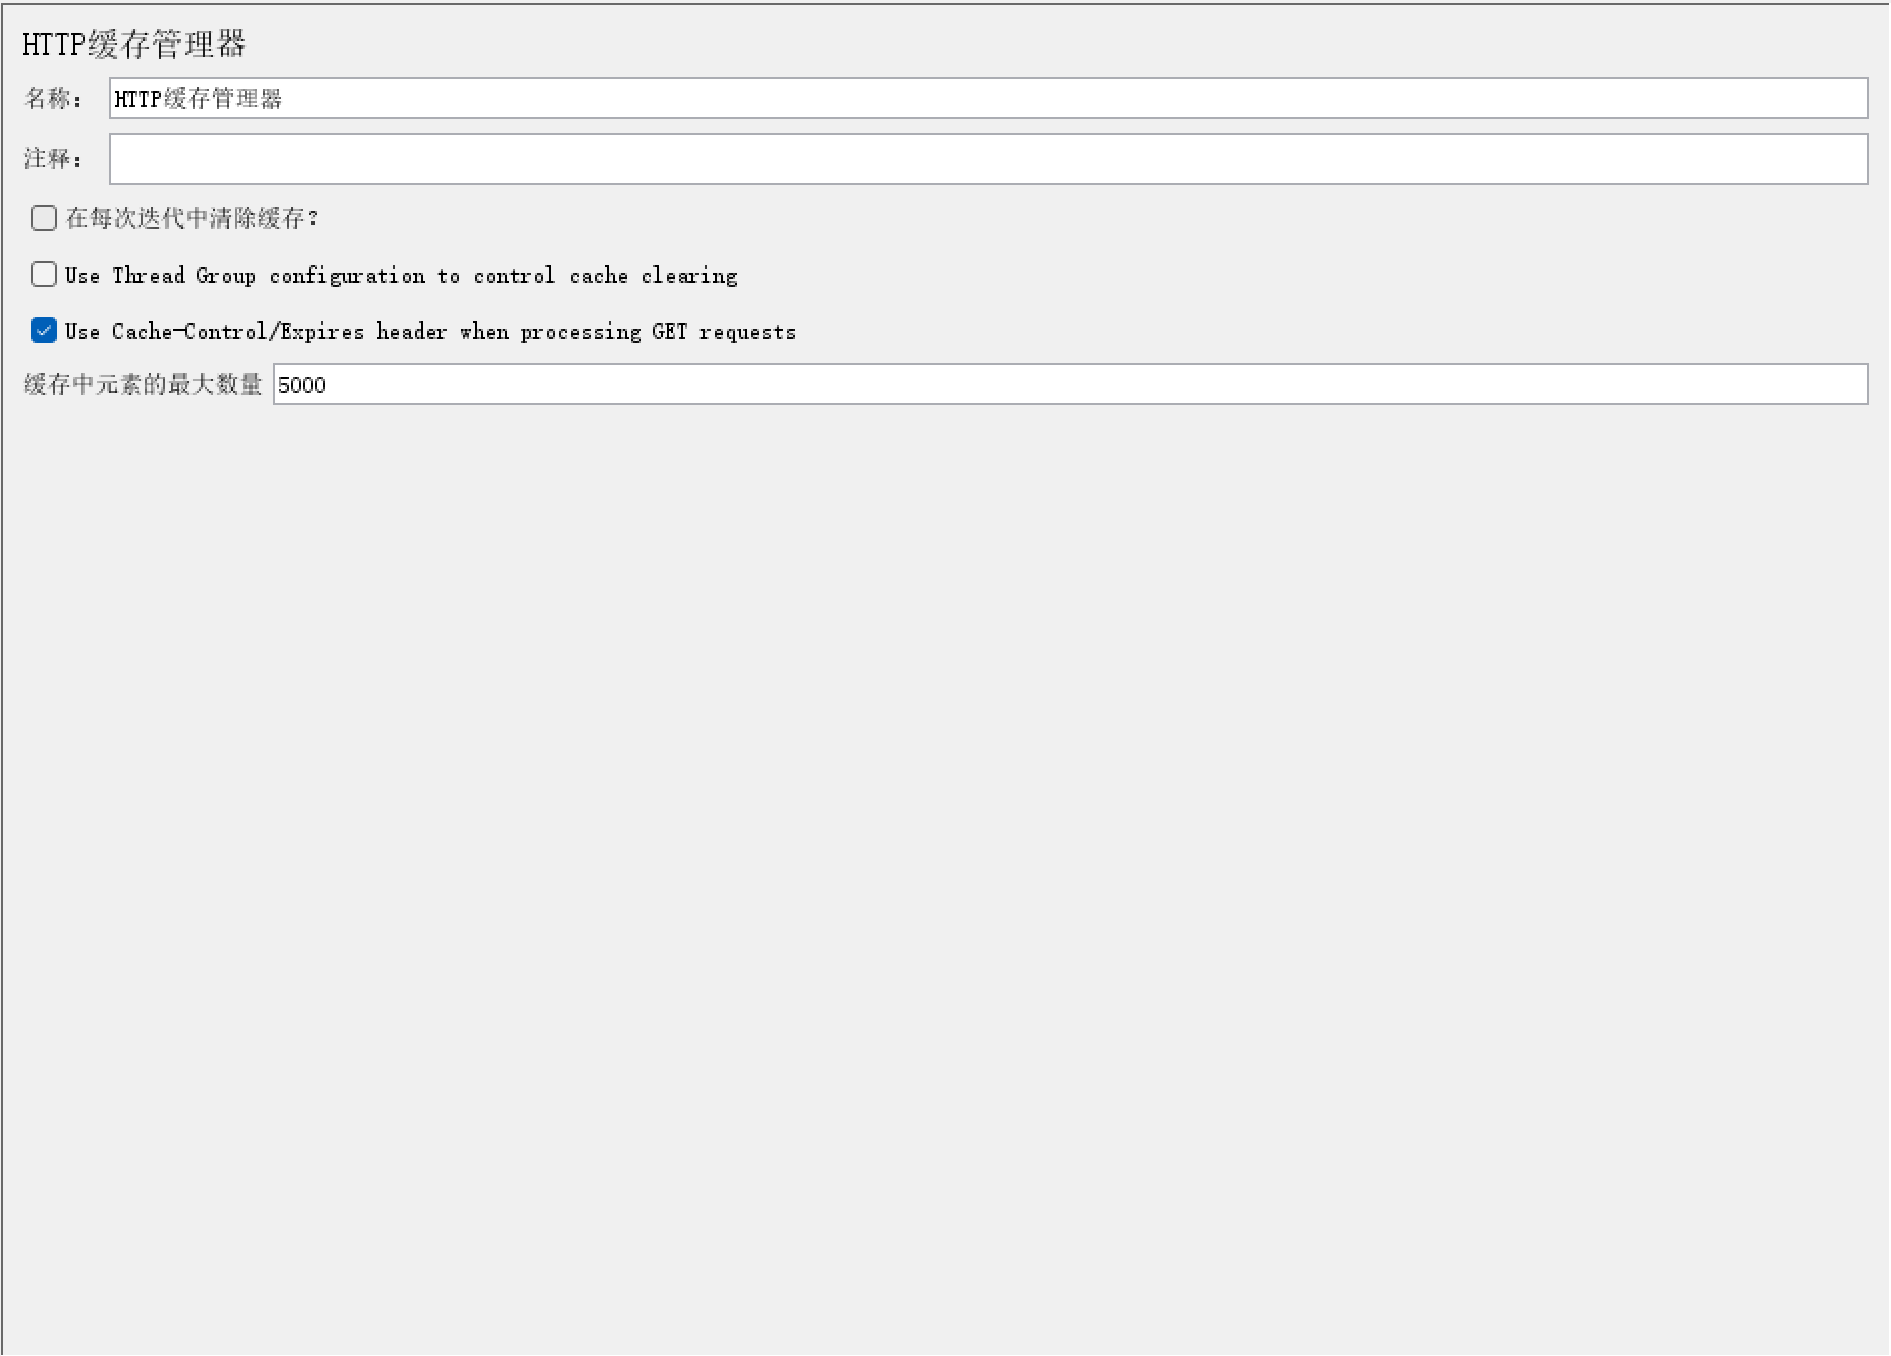 HTTP缓存管理器
名称： HTTP缓存管理器
注释：
在每次迭代中清除缓存?
Use Thread Group configuration to control cache clearing
Use Cache-Control/Expires header when processing GET requests
缓存中元素的最大数量 5000